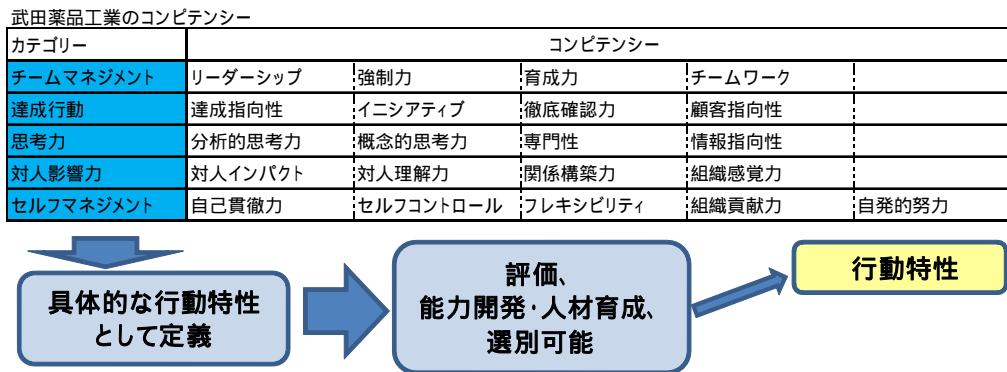 武田薬品工業のコンピテンシー
カテゴリー コンピテンシー
チームマネジメント リーダーシップ 強制力 育成力 チームワーク
達成行動 達成指向性 イニシアティブ 徹底確認力 顧客指向性
思考力 分析的思考力 概念的思考力 専門性 情報指向性
対人影響力 対人インパクト 対人理解力 関係構築力 組織感覚力
セルフマネジメント 自己貫徹力 セルフコントロール フレキシビリティ 組織貢献力 自発的努力
具体的な行動特性
として定義
評価、
能力開発・人材育成、
選別可能
行動特性